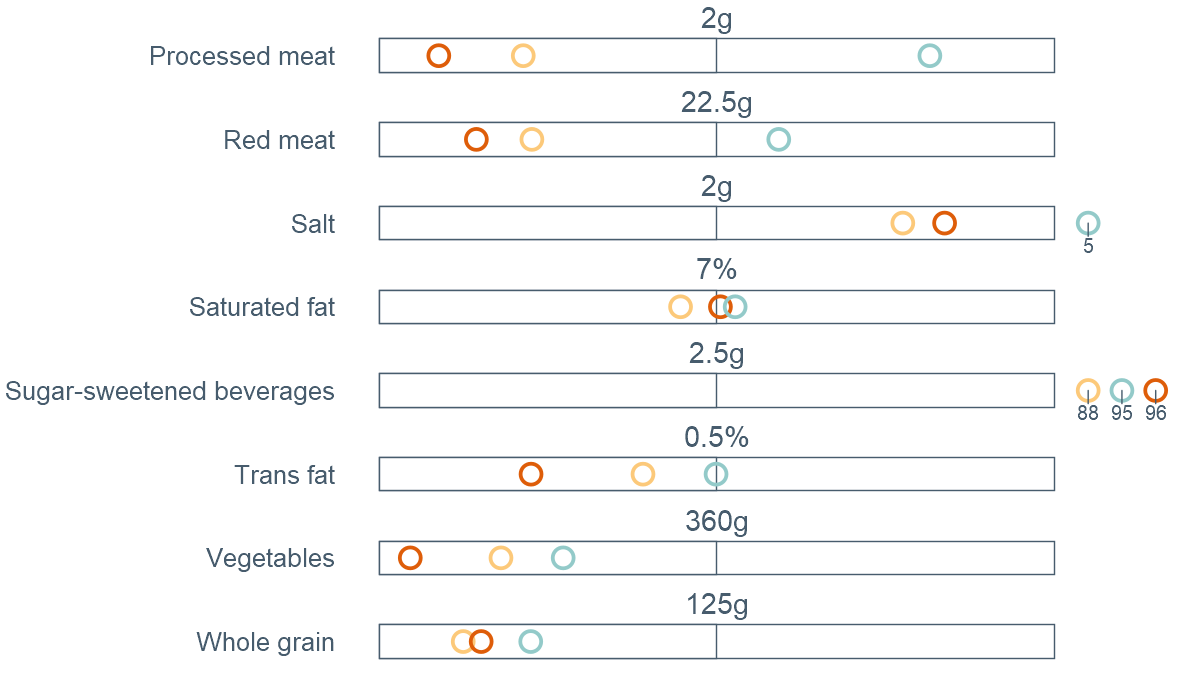 2g
Processed meat
22.5g
Red meat
2g
Salt
5
7%
Saturated fat
2.5g
Sugar-sweetened beverages
88 95 96
0.5%
Trans fat
360g
Vegetables
125g
Whole grain